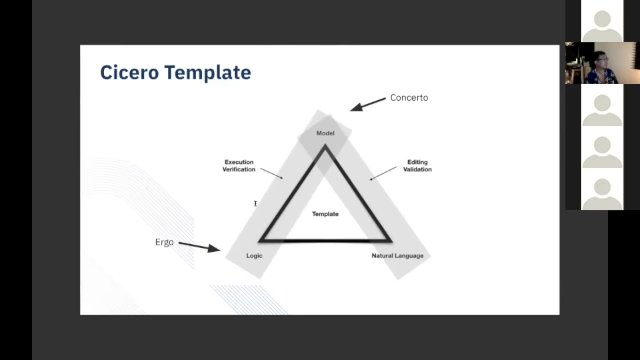 Cicero Template
Concerto
Model
Execution
Verification
Editing
Validation
Template
Ergo
Logic
Natural Language